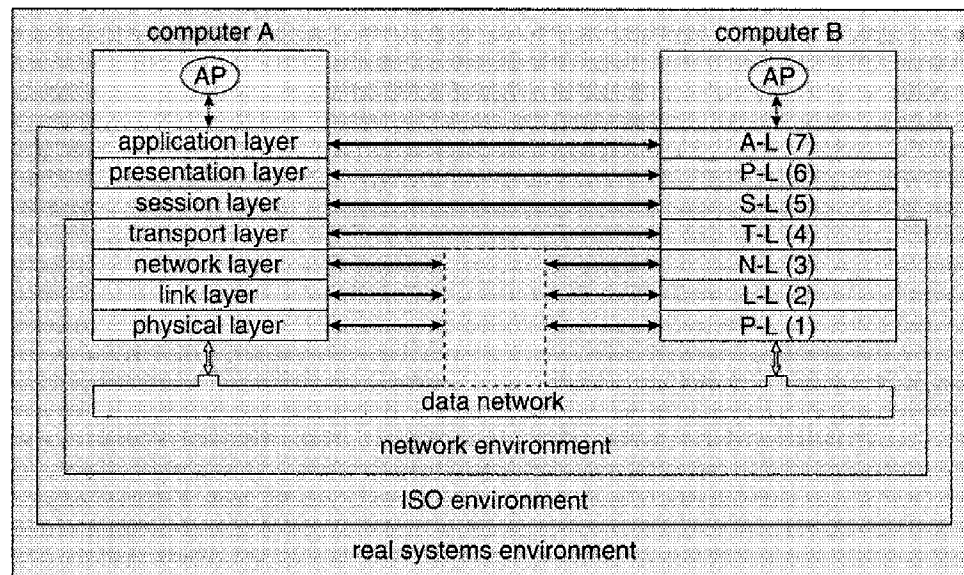 computer A
computer B
AP
AP
application layer
A-L (7)
presentation layer
P-L (6)
session layer
S-L (5)
transport layer
T-L (4)
network layer
N-L (3)
link layer
L-L (2)
physical layer
P-L (1)
data network
network environment
ISO environment
real systems environment